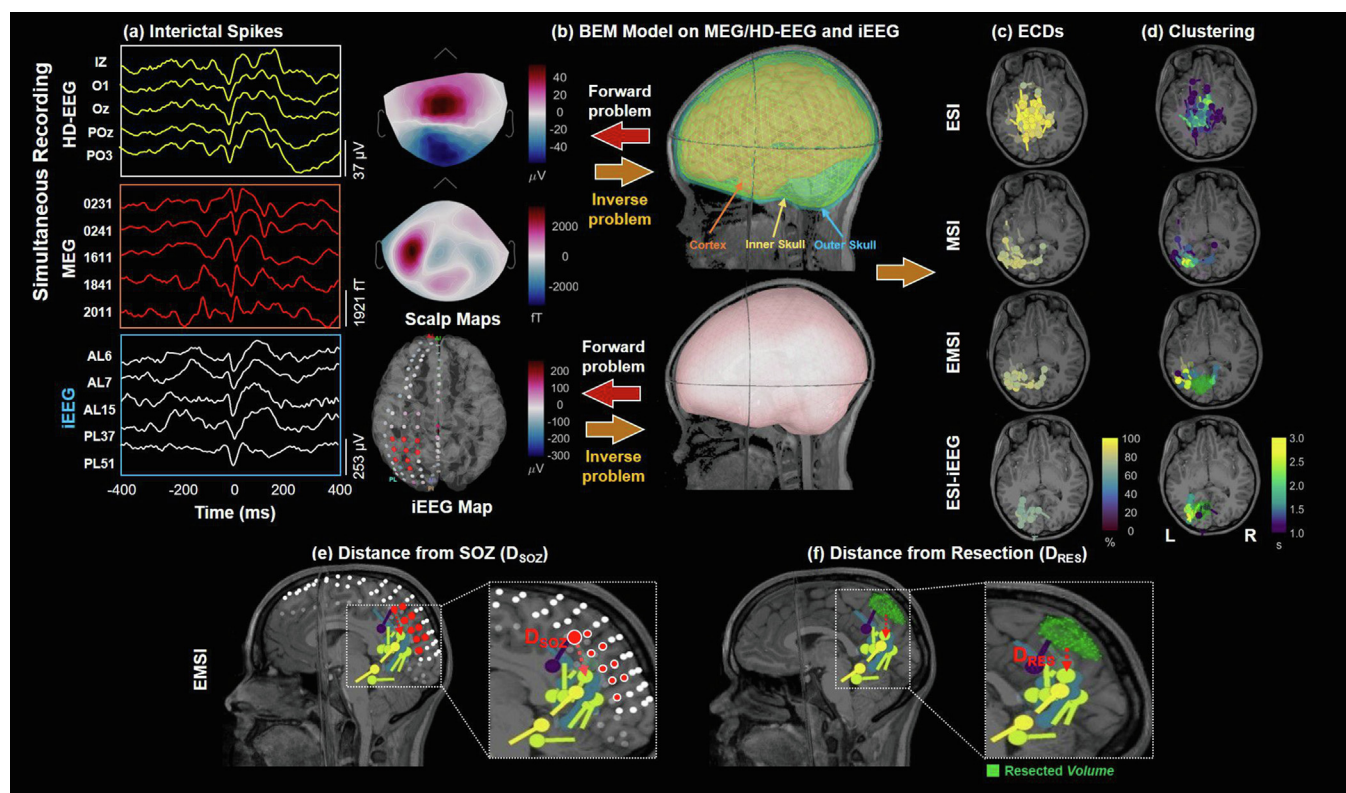 (a) Interictal Spikes
(b) BEM Model on MEG/HD-EEG and iEEG
(c) ECDs
(d) Clustering
Simultaneous Recording
HD-EEG
IZ
O1
Oz
POz
PO3
37 µV
40
20
0
-20
-40
µV
Forward
problem
Inverse
problem
Cortex
Inner Skull
Outer Skull
ESI
MEG
0231
0241
1611
1841
2011
1921 fT
2000
0
-2000
fT
Scalp Maps
MSI
iEEG
AL6
AL7
AL15
PL37
PL51
253 µV
-400
-200
0
200
400
Time (ms)
PL
iEEG Map
200
100
0
-100
-200
-300
µV
Forward
problem
Inverse
problem
EMSI
ESI-iEEG
100
80
60
40
20
0
%
3.0
2.5
2.0
1.5
1.0
s
L
R
(e) Distance from SOZ (DSOZ)
(f) Distance from Resection (DRES)
EMSI
DSOZ
DRES
Resected Volume